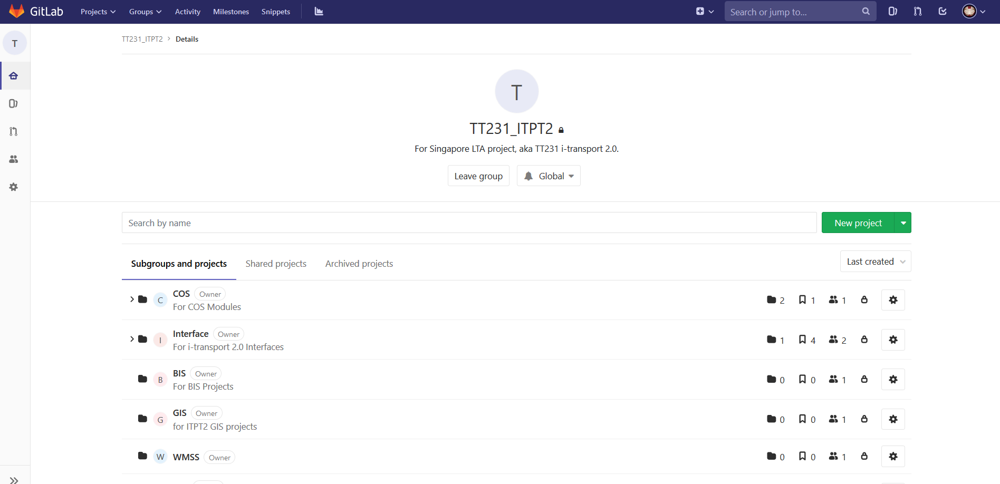 GitLab Projects Groups Activity Milestones Snippets Search or jump to...
T
TT231_ITPT2 > Details
T
TT231_ITPT2
For Singapore LTA project, aka TT231 i-transport 2.0.
Leave group Global
Search by name New project
Subgroups and projects Shared projects Archived projects Last created
C COS Owner 2 1 1
For COS Modules
I Interface Owner 1 4 2
For i-transport 2.0 Interfaces
B BIS Owner 0 0 1
For BIS Projects
G GIS Owner 0 0 1
for ITPT2 GIS projects
W WMSS Owner 0 0 1